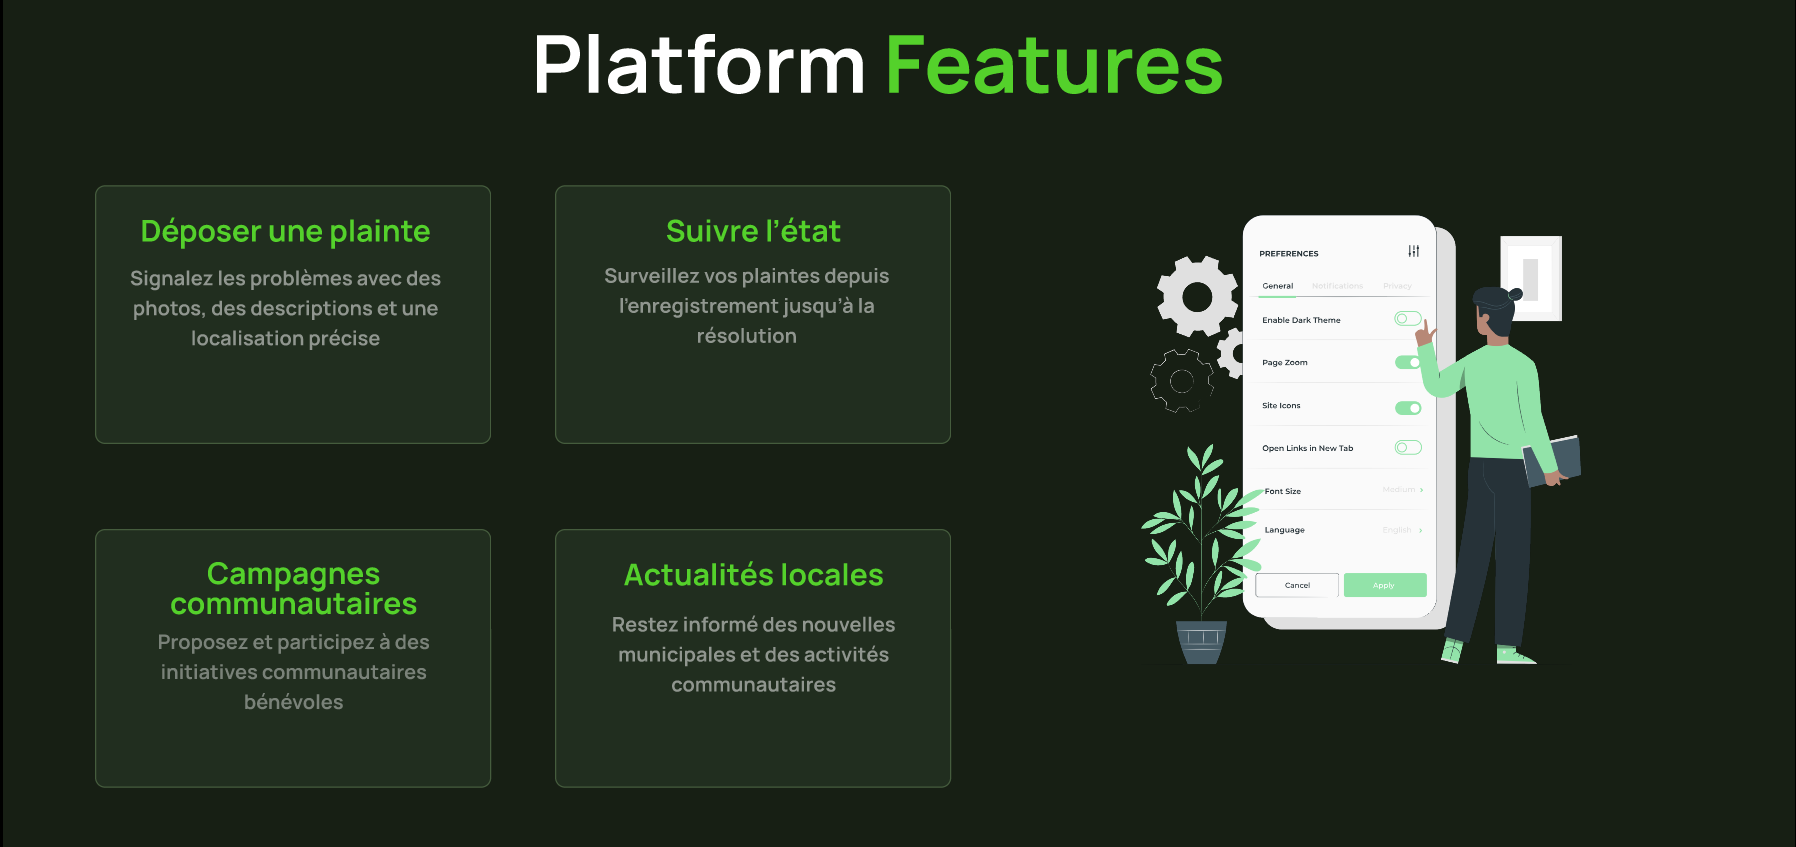 Platform Features
Déposer une plainte
Signalez les problèmes avec des
photos, des descriptions et une
localisation précise
Suivre l’état
Surveillez vos plaintes depuis
l’enregistrement jusqu’à la
résolution
Campagnes
communautaires
Proposez et participez à des
initiatives communautaires
bénévoles
Actualités locales
Restez informé des nouvelles
municipales et des activités
communautaires
PREFERENCES
General Notifications Privacy
Enable Dark Theme
Page Zoom
Site Icons
Open Links in New Tab
Font Size Medium
Language English
Cancel Apply